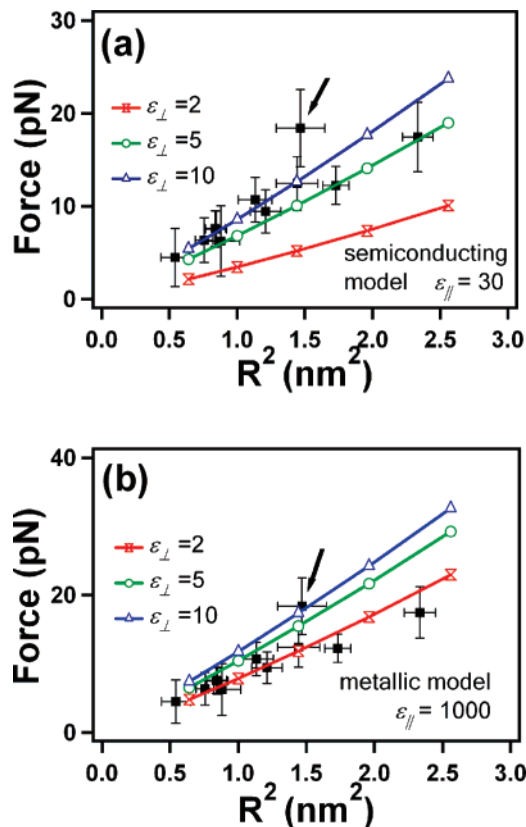 (a)
30
20
10
0
Force (pN)
ε⊥ =2
ε⊥ =5
ε⊥ =10
semiconducting
model ε// = 30
0.0 0.5 1.0 1.5 2.0 2.5 3.0
R² (nm²)
(b)
40
20
0
Force (pN)
ε⊥ =2
ε⊥ =5
ε⊥ =10
metallic model
ε// = 1000
0.0 0.5 1.0 1.5 2.0 2.5 3.0
R² (nm²)